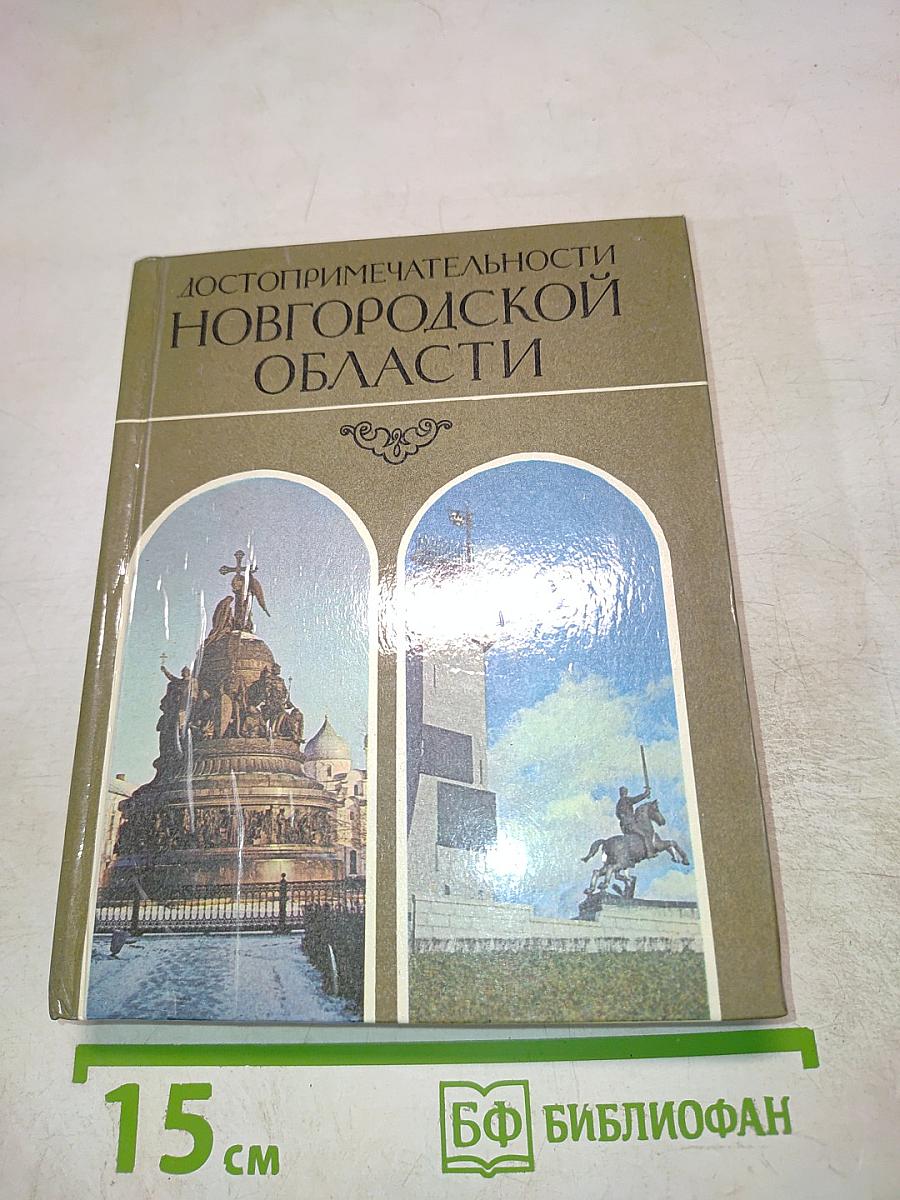 ДОСТОПРИМЕЧАТЕЛЬНОСТИ
НОВГОРОДСКОЙ
ОБЛАСТИ
15 см
БФ БИБЛИОФАН